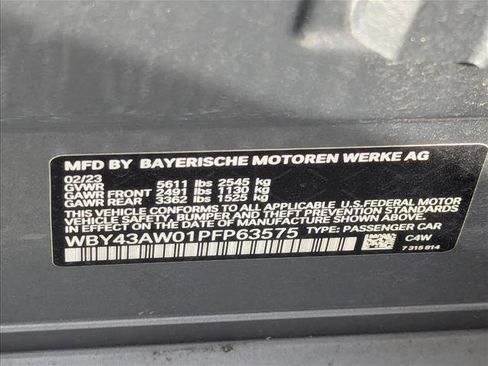 MFD BY BAYERISCHE MOTOREN WERKE AG
02/23
GVWR 5611 lbs 2545 kg
GAWR FRONT 2491 lbs 1130 kg
GAWR REAR 3362 lbs 1525 kg
THIS VEHICLE CONFORMS TO ALL APPLICABLE U.S.FEDERAL MOTOR
VEHICLE SAFETY, BUMPER AND THEFT PREVENTION STANDARDS
IN EFFECT ON THE DATE OF MANUFACTURE SHOWN ABOVE.
WBY43AW01PFP63575 TYPE: PASSENGER CAR
C4W
7 315 814